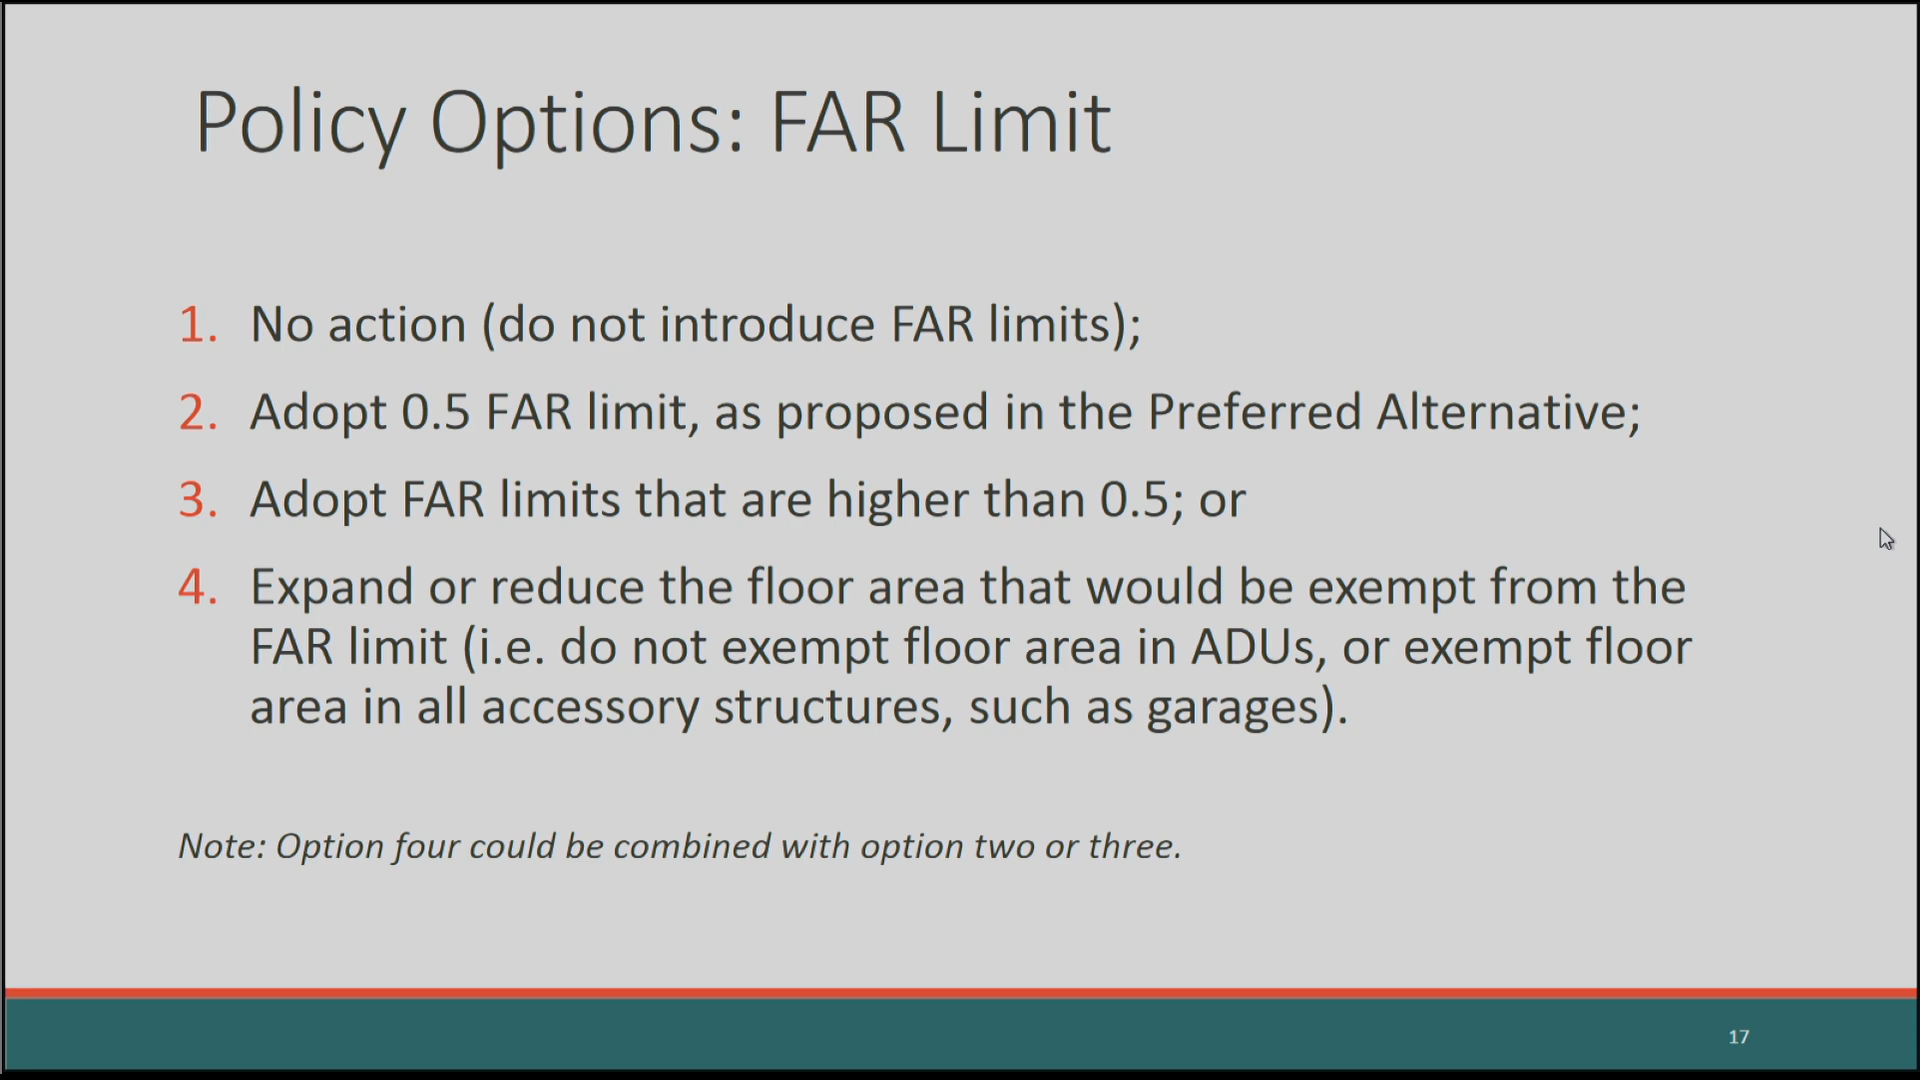 Policy Options: FAR Limit
1. No action (do not introduce FAR limits);
2. Adopt 0.5 FAR limit, as proposed in the Preferred Alternative;
3. Adopt FAR limits that are higher than 0.5; or
4. Expand or reduce the floor area that would be exempt from the
FAR limit (i.e. do not exempt floor area in ADUs, or exempt floor
area in all accessory structures, such as garages).
Note: Option four could be combined with option two or three.
17